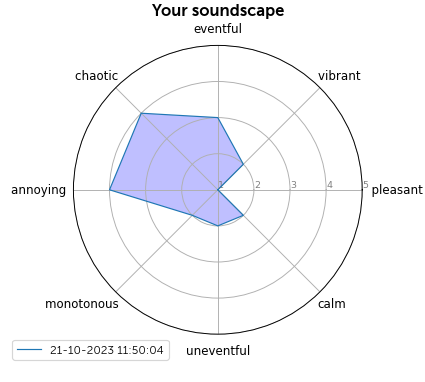 Your soundscape
eventful
chaotic
vibrant
annoying
1
2
3
4
5
pleasant
monotonous
calm
uneventful
21-10-2023 11:50:04